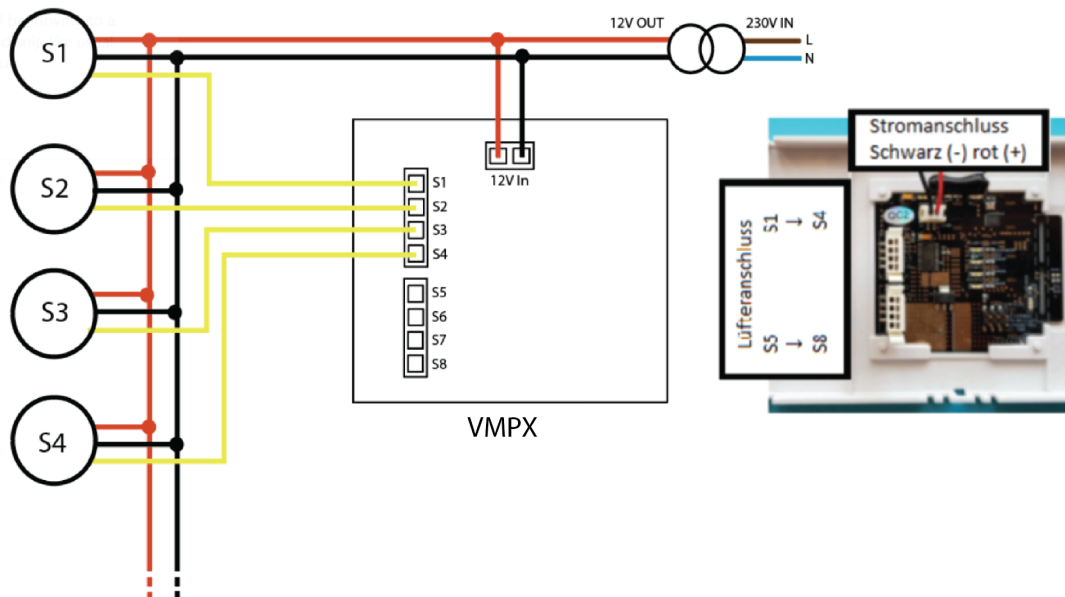 12V OUT
230V IN
L
N
S1
S2
S3
S4
12V In
S1
S2
S3
S4
S5
S6
S7
S8
VMPX
Stromanschluss
Schwarz (-) rot (+)
Lüfteranschluss
S1 → S4
S5 → S8